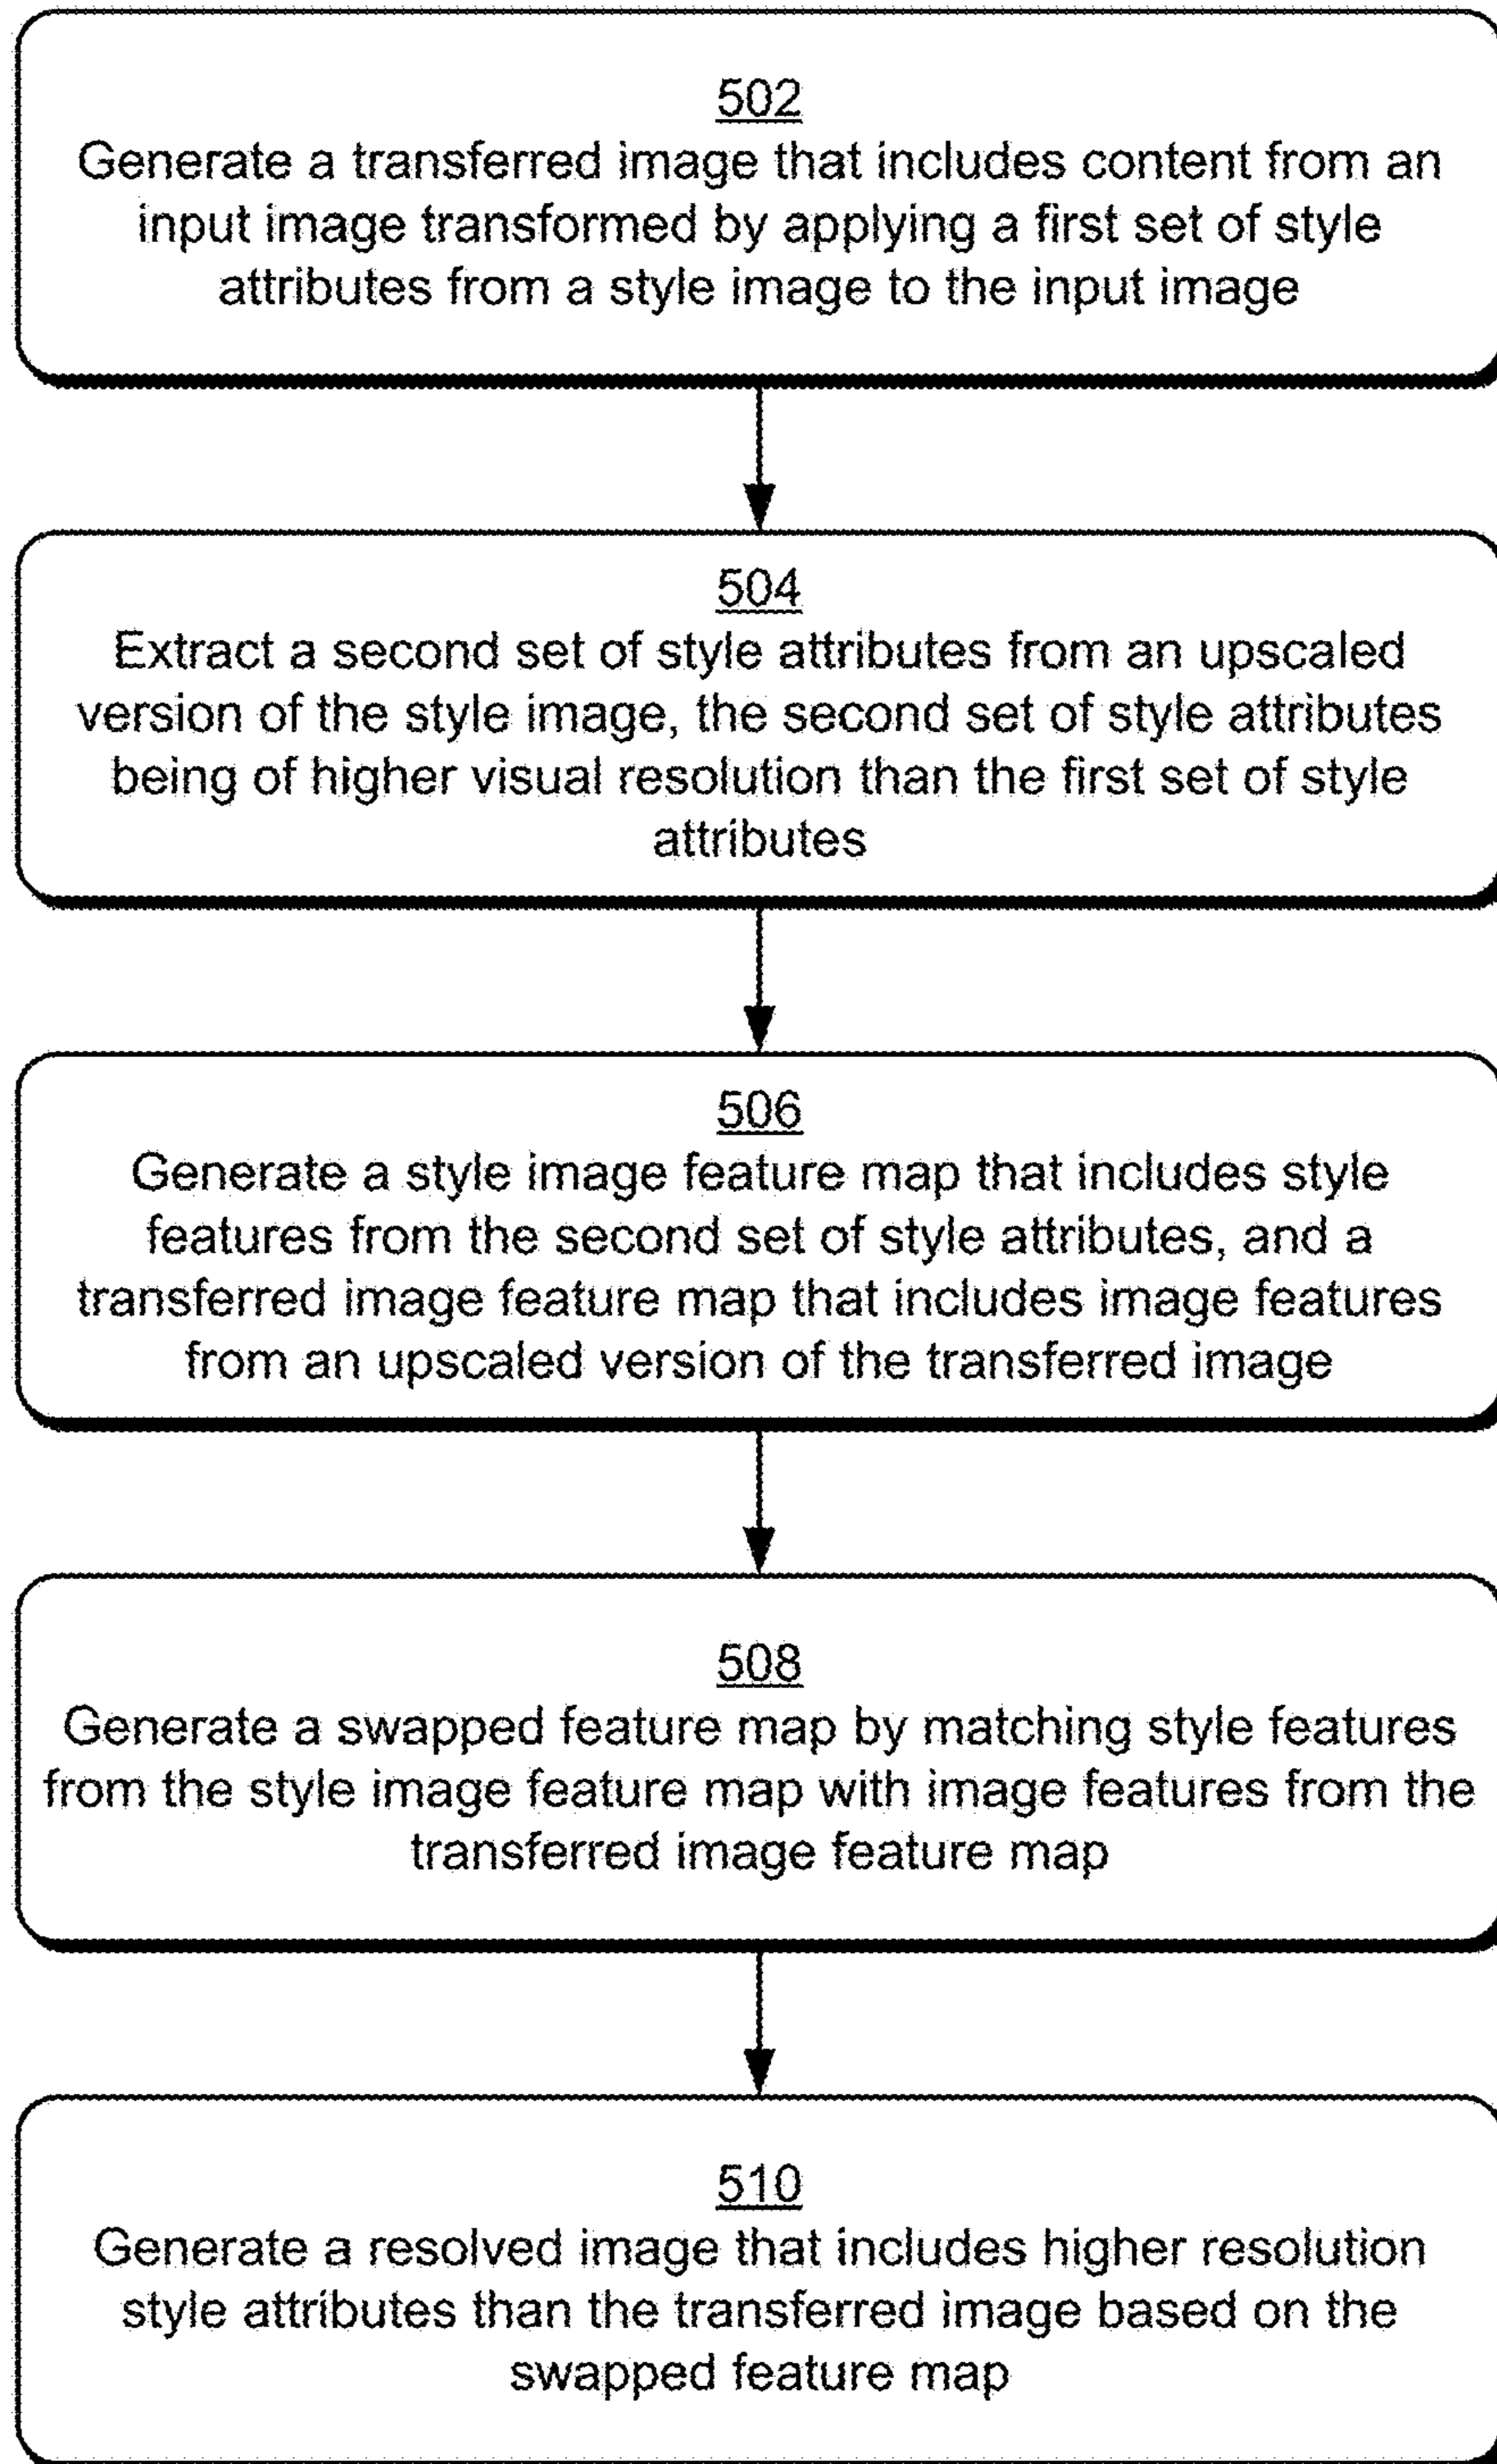 502
Generate a transferred image that includes content from an
input image transformed by applying a first set of style
attributes from a style image to the input image
504
Extract a second set of style attributes from an upscaled
version of the style image, the second set of style attributes
being of higher visual resolution than the first set of style
attributes
506
Generate a style image feature map that includes style
features from the second set of style attributes, and a
transferred image feature map that includes image features
from an upscaled version of the transferred image
508
Generate a swapped feature map by matching style features
from the style image feature map with image features from the
transferred image feature map
510
Generate a resolved image that includes higher resolution
style attributes than the transferred image based on the
swapped feature map